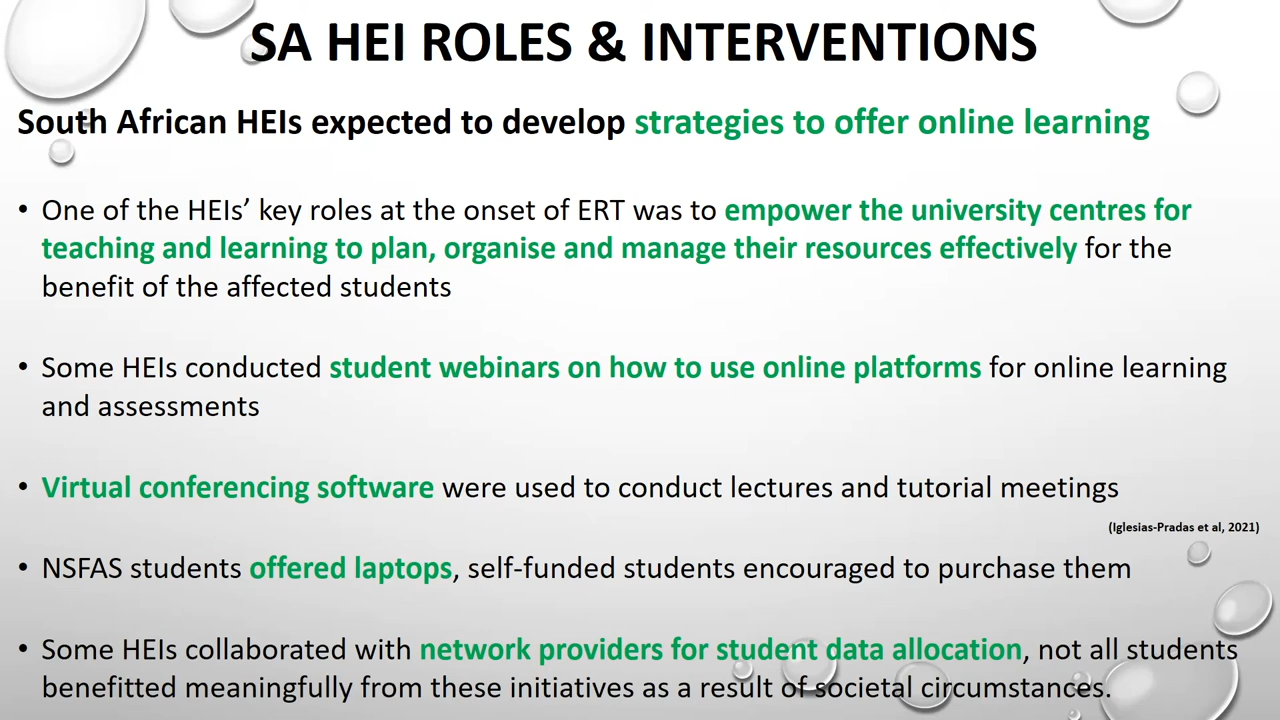 SA HEI ROLES & INTERVENTIONS
South African HEIs expected to develop strategies to offer online learning
• One of the HEIs’ key roles at the onset of ERT was to empower the university centres for
teaching and learning to plan, organise and manage their resources effectively for the
benefit of the affected students
• Some HEIs conducted student webinars on how to use online platforms for online learning
and assessments
• Virtual conferencing software were used to conduct lectures and tutorial meetings
(Iglesias-Pradas et al, 2021)
• NSFAS students offered laptops, self-funded students encouraged to purchase them
• Some HEIs collaborated with network providers for student data allocation, not all students
benefitted meaningfully from these initiatives as a result of societal circumstances.